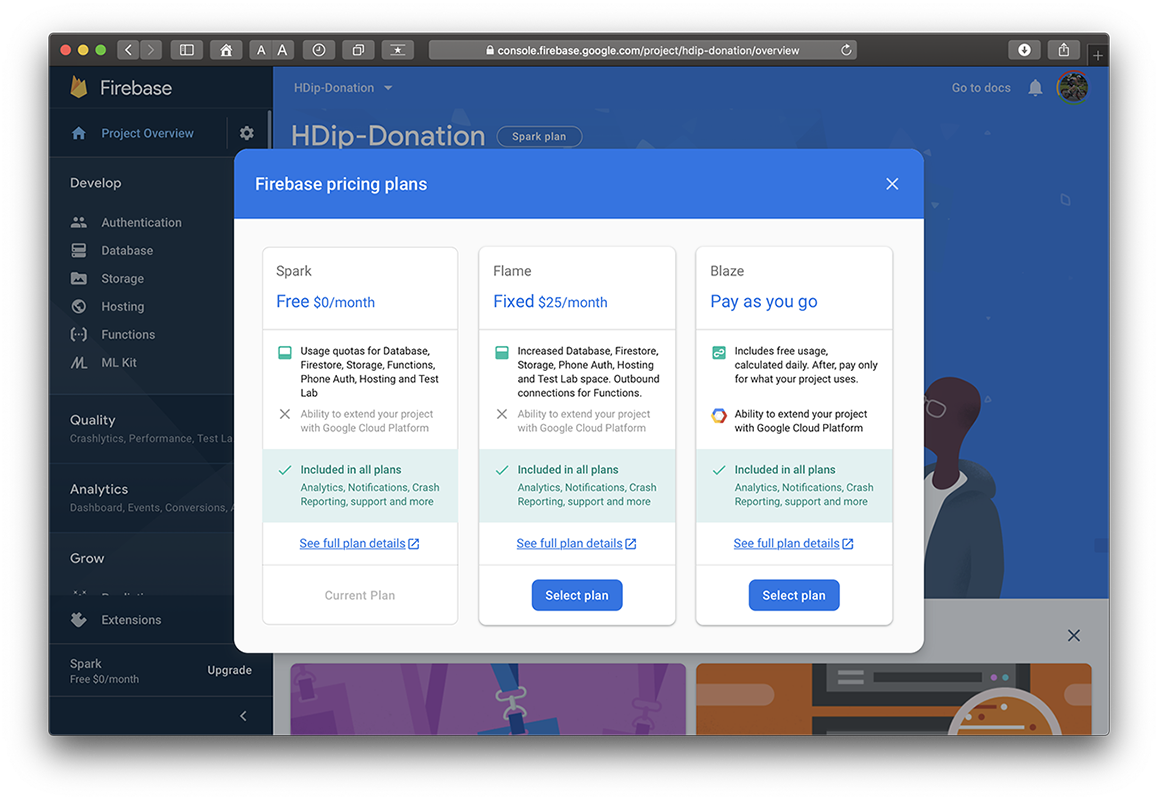 A A
console.firebase.google.com/project/hdip-donation/overview
Firebase
HDip-Donation
Go to docs
Project Overview
HDip-Donation
Spark plan
Develop
Authentication
Database
Storage
Hosting
Functions
ML Kit
Quality
Crashlytics, Performance, Test La
Analytics
Dashboard, Events, Conversions, A
Grow
Extensions
Spark
Free $0/month
Upgrade
Firebase pricing plans
Spark
Free $0/month
Usage quotas for Database,
Firestore, Storage, Functions,
Phone Auth, Hosting and Test
Lab
Ability to extend your project
with Google Cloud Platform
Included in all plans
Analytics, Notifications, Crash
Reporting, support and more
See full plan details
Current Plan
Flame
Fixed $25/month
Increased Database, Firestore,
Storage, Phone Auth, Hosting
and Test Lab space. Outbound
connections for Functions.
Ability to extend your project
with Google Cloud Platform
Included in all plans
Analytics, Notifications, Crash
Reporting, support and more
See full plan details
Select plan
Blaze
Pay as you go
Includes free usage,
calculated daily. After, pay only
for what your project uses.
Ability to extend your project
with Google Cloud Platform
Included in all plans
Analytics, Notifications, Crash
Reporting, support and more
See full plan details
Select plan